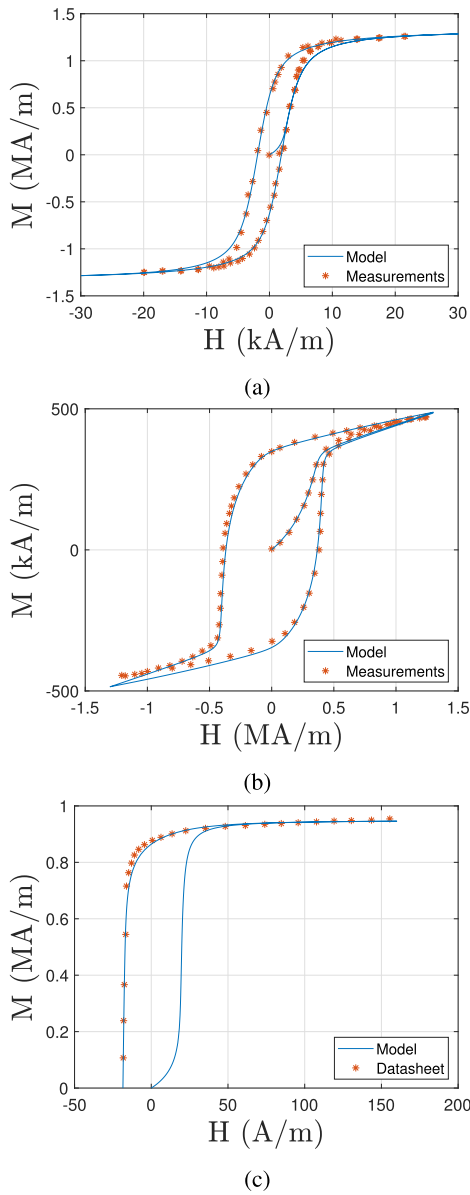 1.5
1
0.5
0
-0.5
-1
-1.5
M (MA/m)
Model
Measurements
-30 -20 -10 0 10 20 30
H (kA/m)
(a)
500
0
-500
M (kA/m)
Model
Measurements
1.5 -1 -0.5 0 0.5 1 1.5
H (MA/m)
(b)
1
0.8
0.6
0.4
0.2
0
M (MA/m)
Model
Datasheet
-50 0 50 100 150 200
H (A/m)
(c)